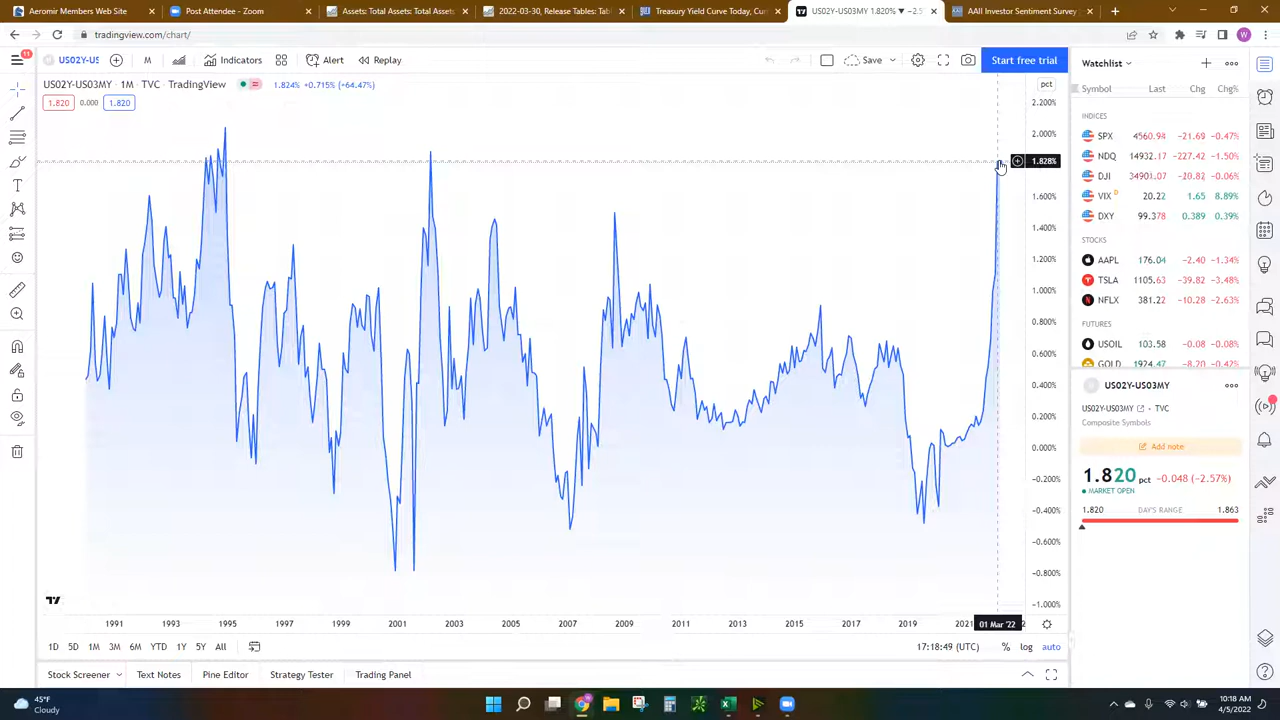 Aeromir Members Web Site
Post Attendee - Zoom
Assets: Total Assets: Total Assets
2022-03-30, Release Tables: Tabl
Treasury Yield Curve Today, Cur
US02Y-US03MY 1.820% ▼ −2.5
AAII Investor Sentiment Survey
tradingview.com/chart/
W
11
US02Y-US
M
Indicators
Alert
Replay
Save
Start free trial
US02Y-US03MY · 1M · TVC · TradingView
1.824% +0.715% (+64.47%)
1.820
0.000
1.820
pct
2.200%
2.000%
1.828%
1.600%
1.400%
1.200%
1.000%
0.800%
0.600%
0.400%
0.200%
0.000%
−0.200%
−0.400%
−0.600%
−0.800%
−1.000%
1991
1993
1995
1997
1999
2001
2003
2005
2007
2009
2011
2013
2015
2017
2019
2021
01 Mar '22
1D
5D
1M
3M
6M
YTD
1Y
5Y
All
17:18:49 (UTC)
%
log
auto
Stock Screener
Text Notes
Pine Editor
Strategy Tester
Trading Panel
Watchlist
Symbol Last Chg Chg%
INDICES
SPX 4560.94 −21.69 −0.47%
NDQ 14932.17 −227.42 −1.50%
DJI 34901.07 −20.82 −0.06%
VIX D 20.22 1.65 8.89%
DXY 99.378 0.389 0.39%
STOCKS
AAPL 176.04 −2.40 −1.34%
TSLA 1105.63 −39.82 −3.48%
NFLX 381.22 −10.28 −2.63%
FUTURES
USOIL 103.58 −0.08 −0.08%
GOLD 1924.47 −8.20 −0.42%
US02Y-US03MY
US02Y-US03MY • TVC
Composite Symbols
Add note
1.820 pct −0.048 (−2.57%)
MARKET OPEN
1.820 DAY'S RANGE 1.863
45°F
Cloudy
10:18 AM
4/5/2022